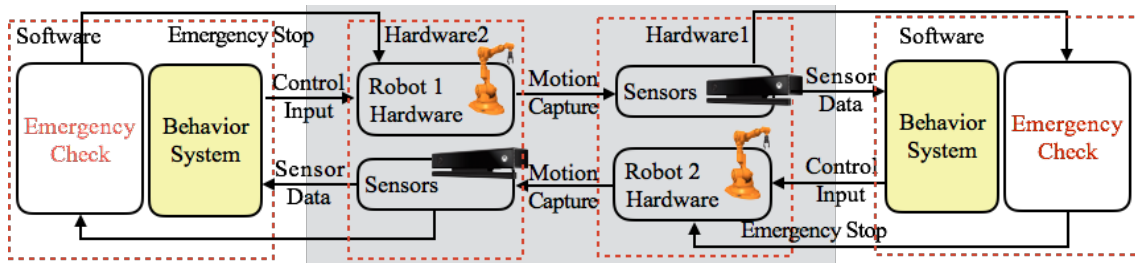 Software
Emergency Stop
Emergency
Check
Behavior
System
Control
Input
Sensor
Data
Hardware2
Robot 1
Hardware
Sensors
Motion
Capture
Motion
Capture
Hardware1
Sensors
Robot 2
Hardware
Sensor
Data
Control
Input
Emergency Stop
Software
Behavior
System
Emergency
Check